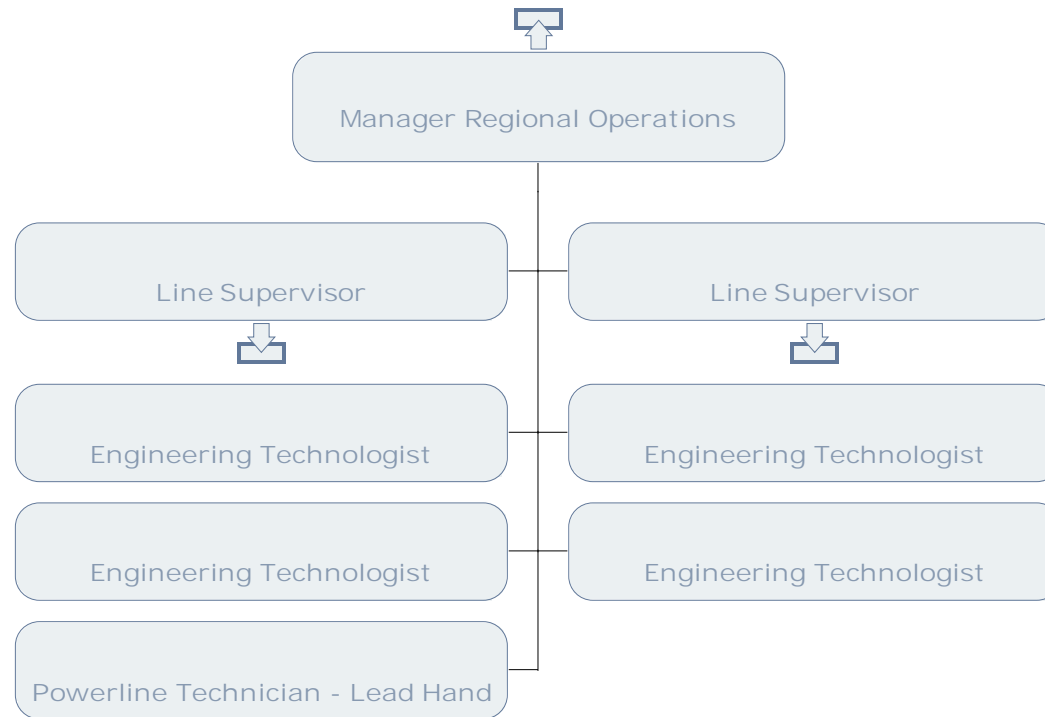 Manager Regional Operations
Line Supervisor
Line Supervisor
Engineering Technologist
Engineering Technologist
Engineering Technologist
Engineering Technologist
Powerline Technician - Lead Hand